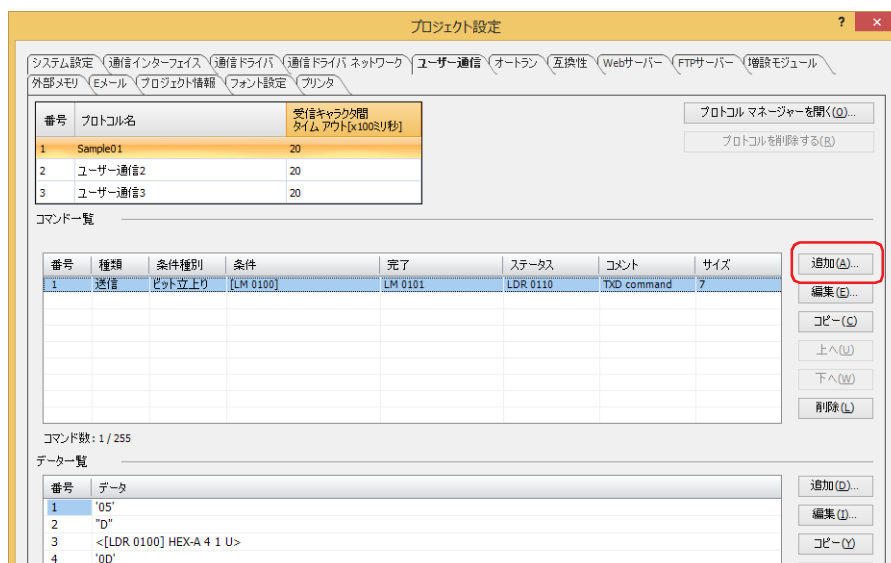 プロジェクト設定
? ×
システム設定 通信インターフェイス 通信ドライバ 通信ドライバ ネットワーク ユーザー通信 オートラン 互換性 Webサーバー FTPサーバー 増設モジュール
外部メモリ Eメール プロジェクト情報 フォント設定 プリンタ
番号 プロトコル名 受信キャラクタ間
タイム アウト[x100ミリ秒]
プロトコル マネージャーを開く(O)...
1 Sample01 20
プロトコルを削除する(R)
2 ユーザー通信2 20
3 ユーザー通信3 20
コマンド一覧
番号 種類 条件種別 条件 完了 ステータス コメント サイズ
追加(A)...
1 送信 ビット立上り [LM 0100] LM 0101 LDR 0110 TXD command 7
編集(E)...
コピー(C)
上へ(U)
下へ(W)
削除(L)
コマンド数: 1 / 255
データ一覧
番号 データ
追加(D)...
1 '05'
2 "D"
編集(I)...
3 <[LDR 0100] HEX-A 4 1 U>
コピー(Y)
4 '0D'